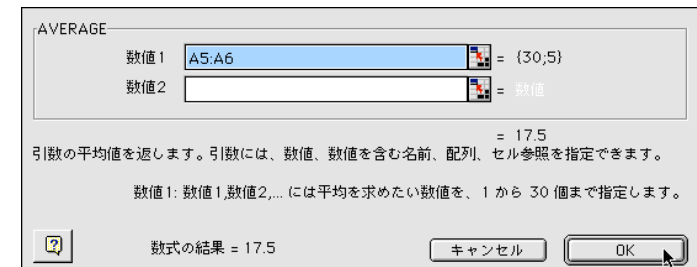 AVERAGE
数値1 A5:A6 = {30;5}
数値2 = 数値
= 17.5
引数の平均値を返します。引数には、数値、数値を含む名前、配列、セル参照を指定できます。
数値1: 数値1,数値2,... には平均を求めたい数値を、1 から 30 個まで指定します。
? 数式の結果 = 17.5 キャンセル OK